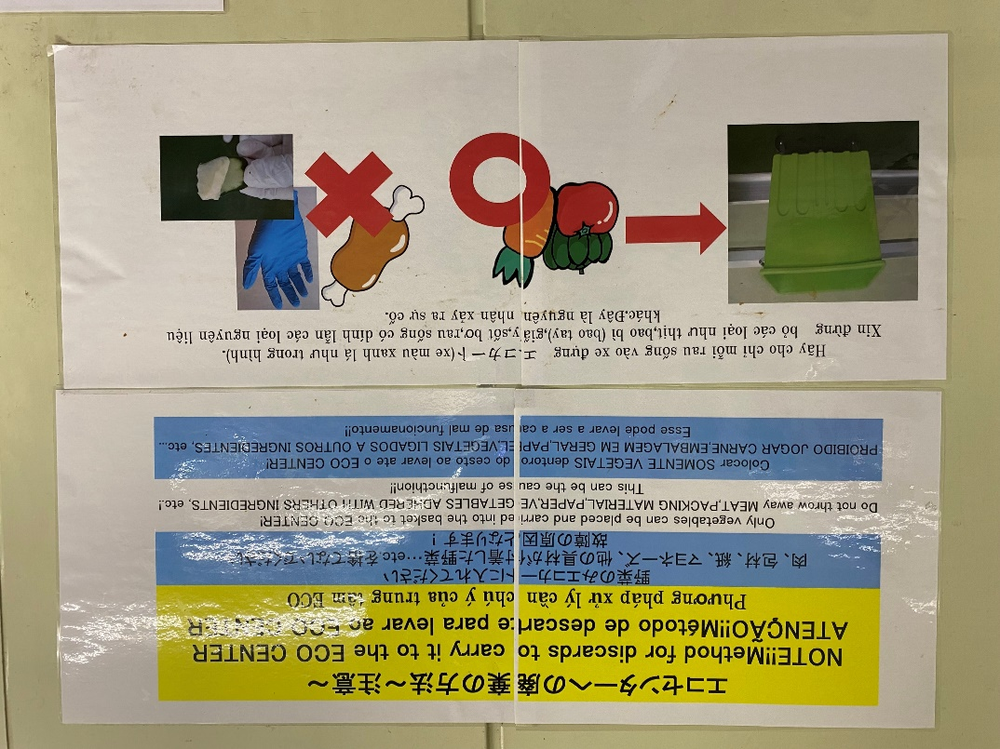 エコセンターへの廃棄の方法～注意～
NOTE!!Method for discards to carry it to the ECO CENTER
ATENÇÃO!!Método de descarte para levar ao ECO CENTER
Phương pháp xử lý cần chú ý của trung tâm ECO
野菜のみエコカートに入れてください
肉、包材、紙、マヨネーズ、他の具材が付着した野菜…etcを捨てないでください
故障の原因となります！
Only vegetables can be placed and carried into the basket to the ECO CENTER!
Do not throw away MEAT,PACKING MATERAL,PAPER,VEGETABLES ADHERED WITH OTHERS INGREDIENTS, etc.!
This can be the cause of malfuncthion!!
Colocar SOMENTE VEGETAIS dentoro do cesto ao levar ate o ECO CENTER!
PROIBIDO JOGAR CARNE,EMBALAGEM EM GERAL,PAPEL,VEGETAIS LIGADOS A OUTROS INGREDIENTES, etc...
Esse pode levar a ser a causa de mal funcionamento!!
Hãy cho chỉ mỗi rau sống vào xe đựng エコカート(xe màu xanh lá như trong hình).
Xin đừng bỏ các loại như thịt,bao bì (bao tay),giấy,sốt bơ,rau sống có dính lẫn các loại nguyên liệu
khác.Đây là nguyên nhân xảy ra sự cố.